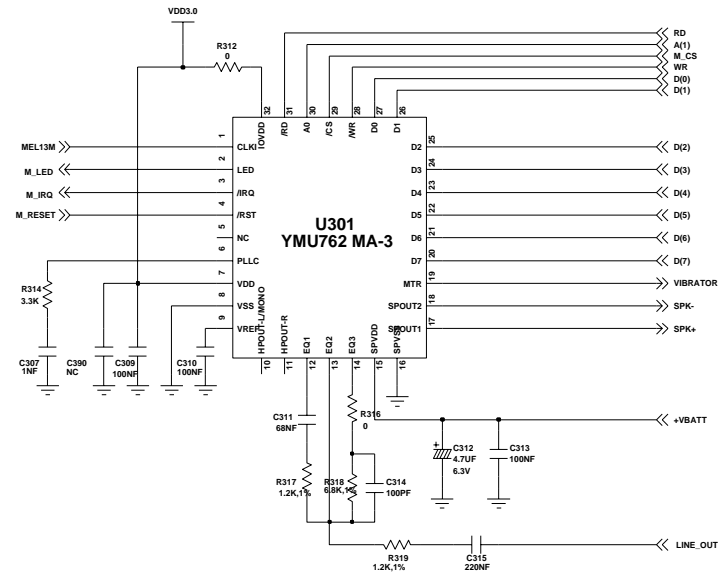 VDD3.0
R312
0
RD
A(1)
M_CS
WR
D(0)
D(1)
32
31
30
29
28
27
26
IOVDD
/RD
A0
/CS
/WR
D0
D1
MEL13M
1
CLKI
M_LED
2
LED
M_IRQ
3
/IRQ
M_RESET
4
/RST
5
NC
6
PLLC
7
VDD
8
VSS
9
VREF
U301
YMU762 MA-3
D2
25
D(2)
D3
24
D(3)
D4
23
D(4)
D5
22
D(5)
D6
21
D(6)
D7
20
D(7)
MTR
19
VIBRATOR
SPOUT2
18
SPK-
SPOUT1
17
SPK+
HPOUT-L/MONO
HPOUT-R
EQ1
EQ2
EQ3
SPVDD
SPVSS
10
11
12
13
14
15
16
R314
3.3K
C307
1NF
C390
NC
C309
100NF
C310
100NF
C311
68NF
R316
0
+VBATT
C312
4.7UF
6.3V
+
C313
100NF
R317
1.2K,1%
R318
6.8K,1%
C314
100PF
R319
1.2K,1%
C315
220NF
LINE_OUT